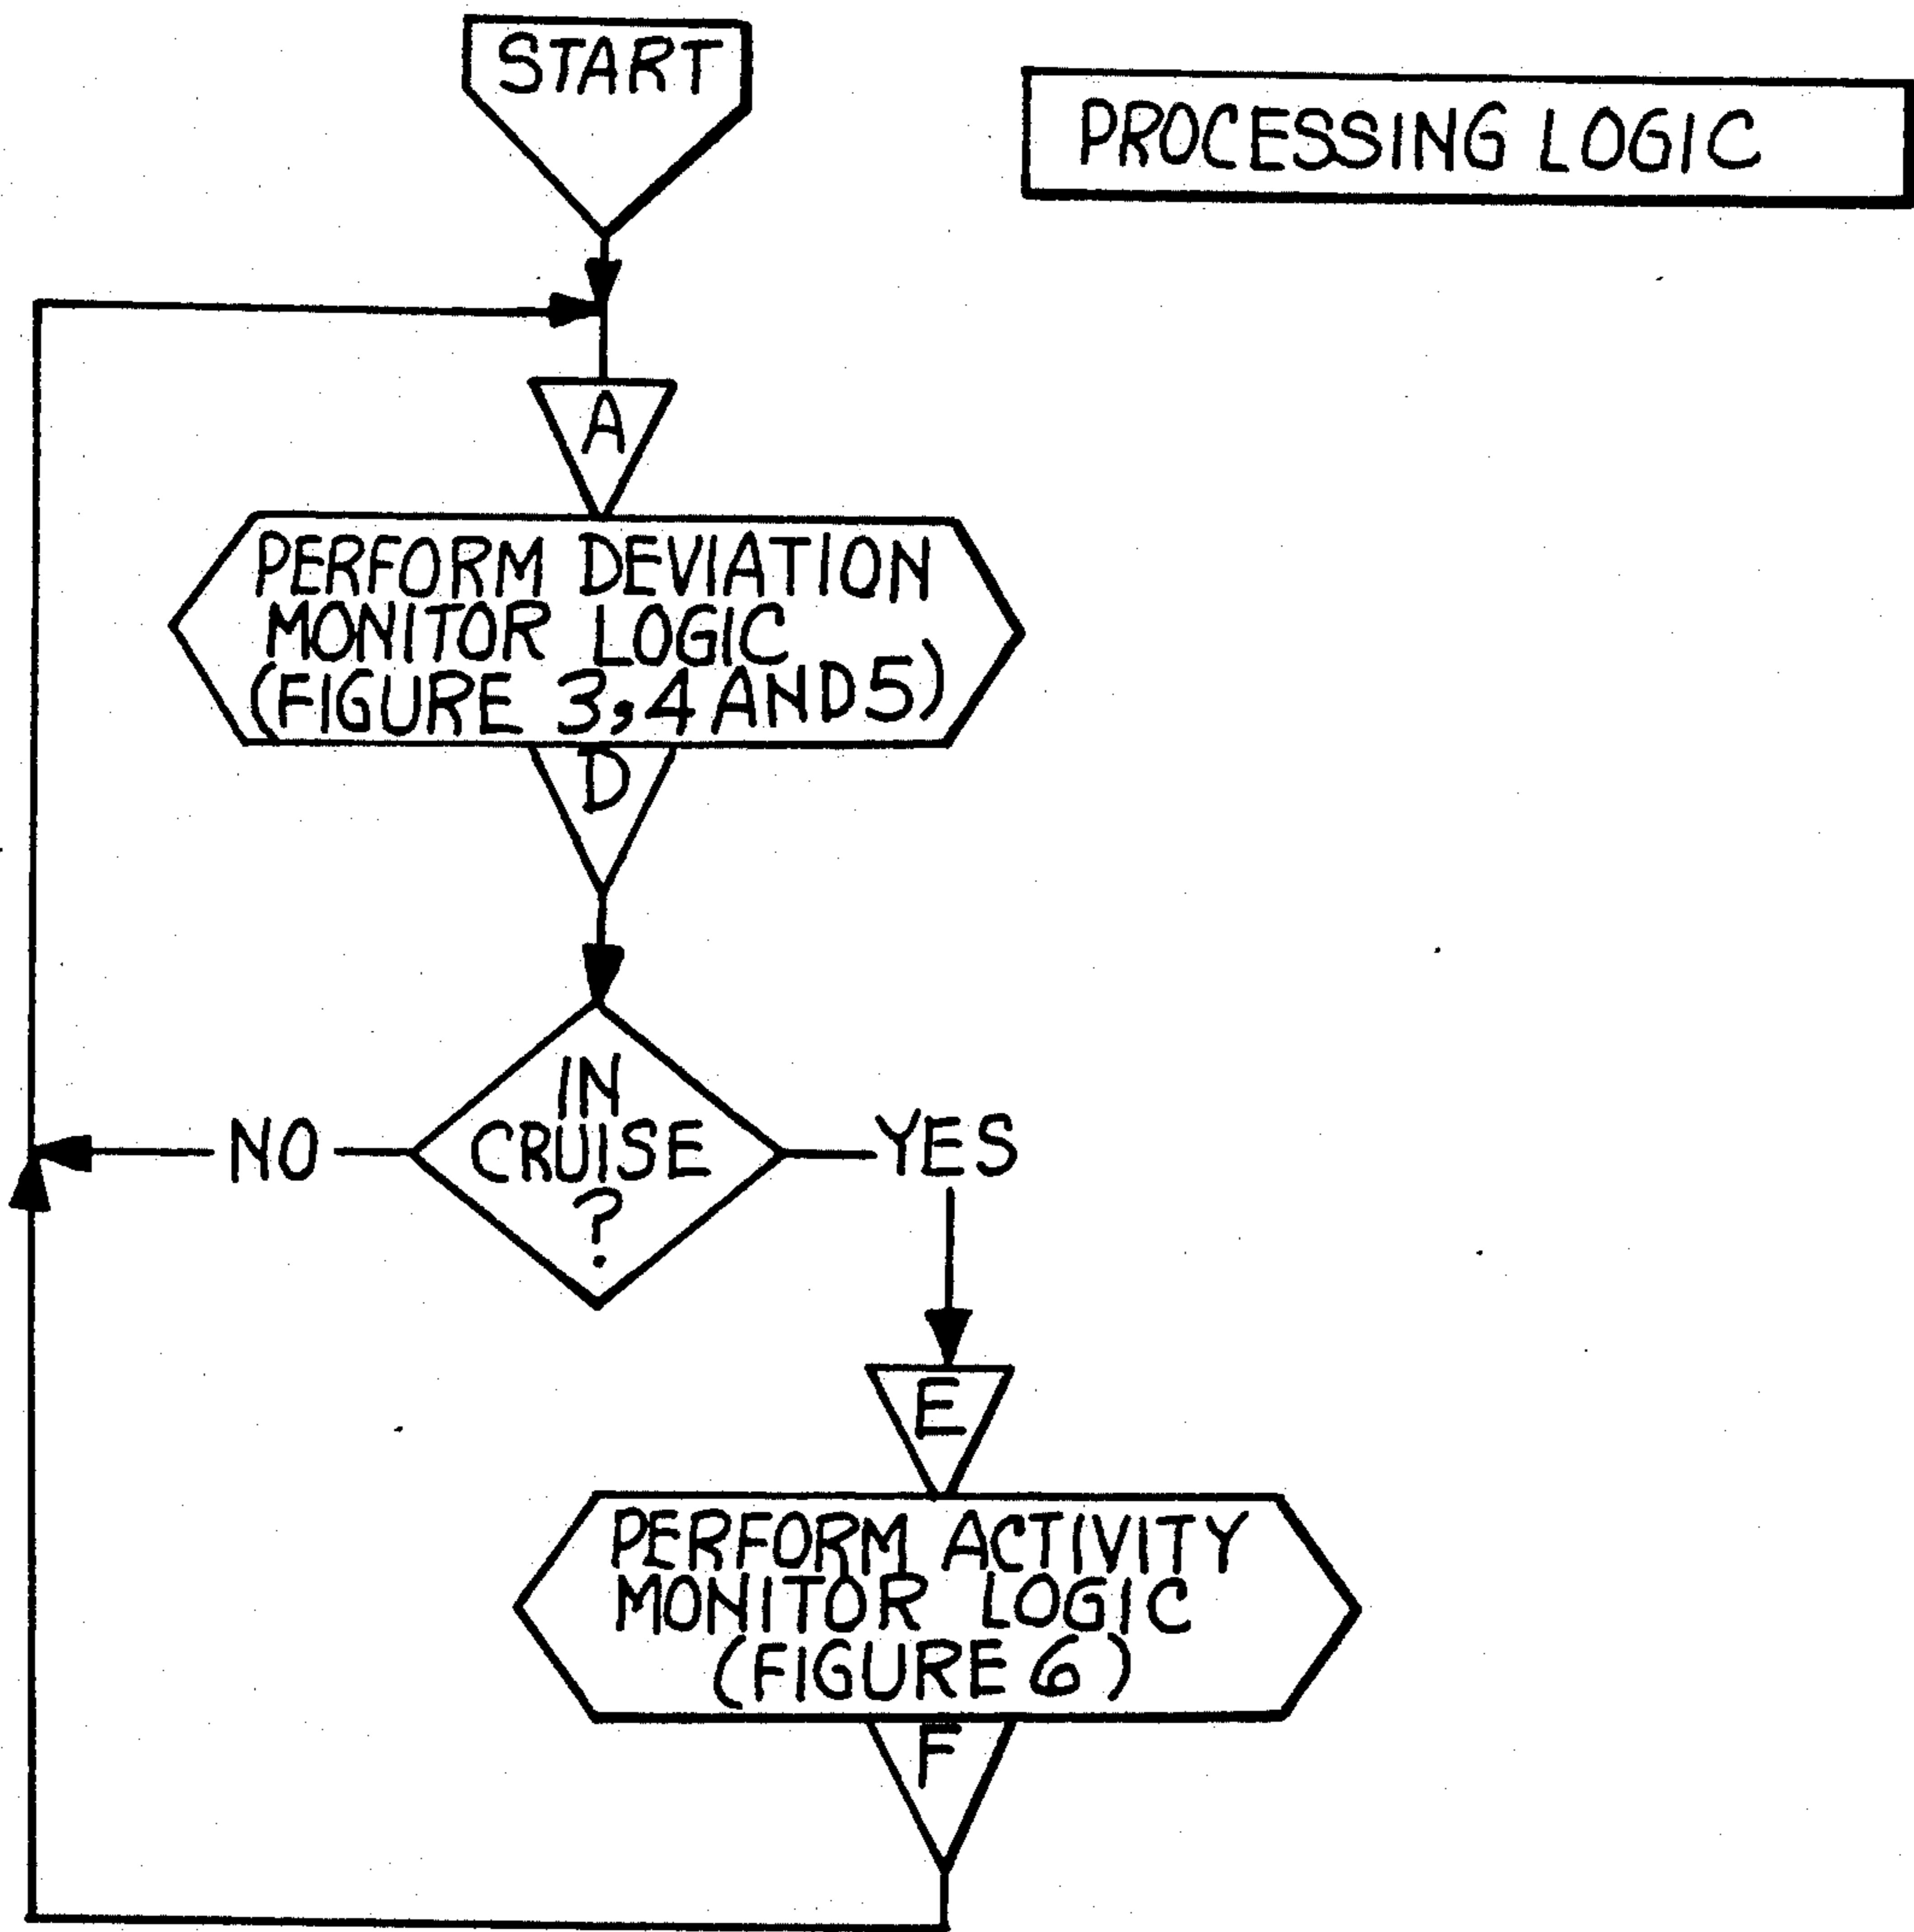 START
PROCESSING LOGIC
A
PERFORM DEVIATION
MONITOR LOGIC
(FIGURE 3,4 AND 5)
D
IN
CRUISE
?
NO
YES
E
PERFORM ACTIVITY
MONITOR LOGIC
(FIGURE 6)
F